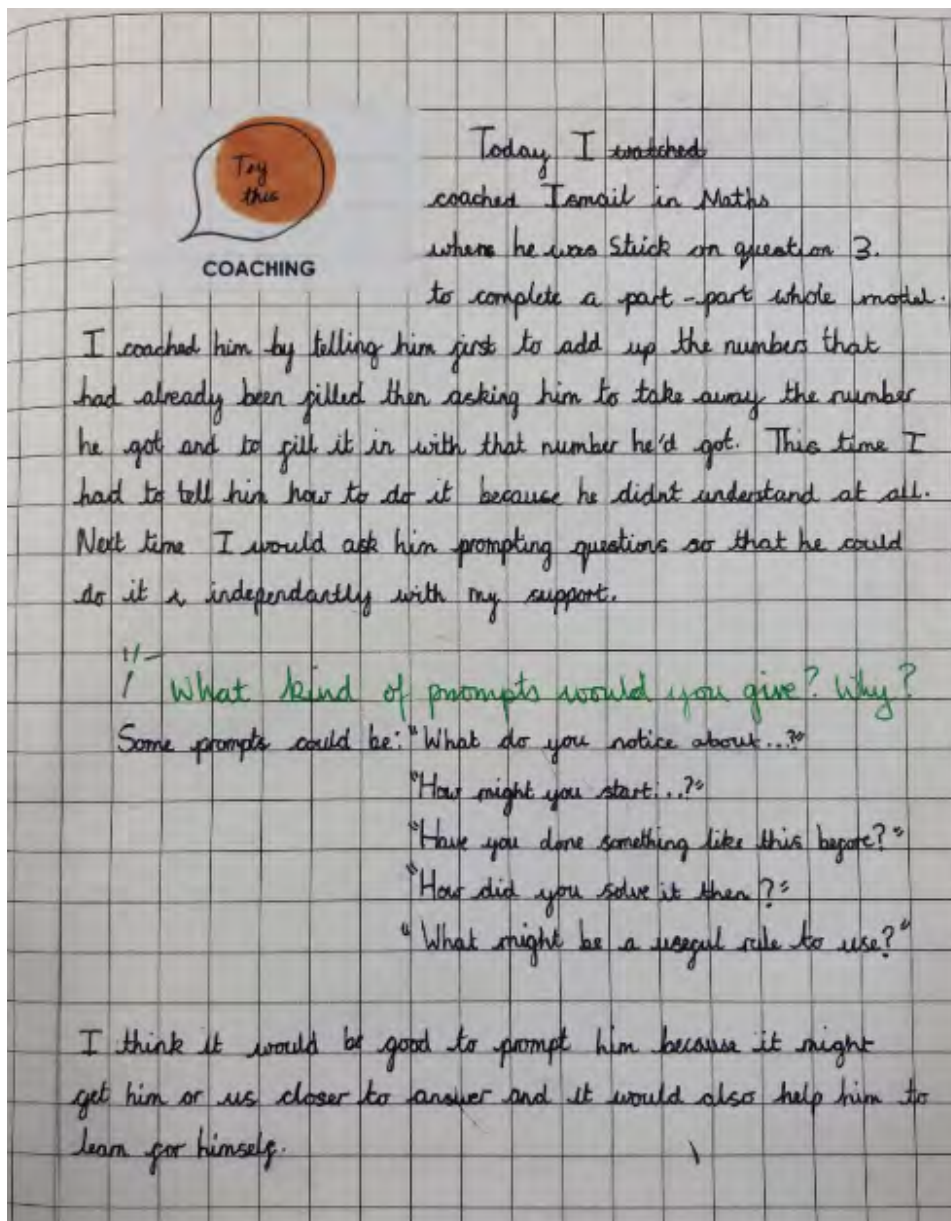 Try
this
COACHING
Today I watched
coached Ismail in Maths
where he was stuck on question 3.
to complete a part-part whole model.
I coached him by telling him first to add up the numbers that
had already been filled then asking him to take away the number
he got and to fill it in with that number he'd got. This time I
had to tell him how to do it because he didn't understand at all.
Next time I would ask him prompting questions so that he could
do it independantly with my support.
What kind of prompts would you give? Why?
Some prompts could be: "What do you notice about...?"
"How might you start...?"
"Have you done something like this before?"
"How did you solve it then?"
"What might be a useful rule to use?"
I think it would be good to prompt him because it might
get him or us closer to answer and it would also help him to
learn for himself.